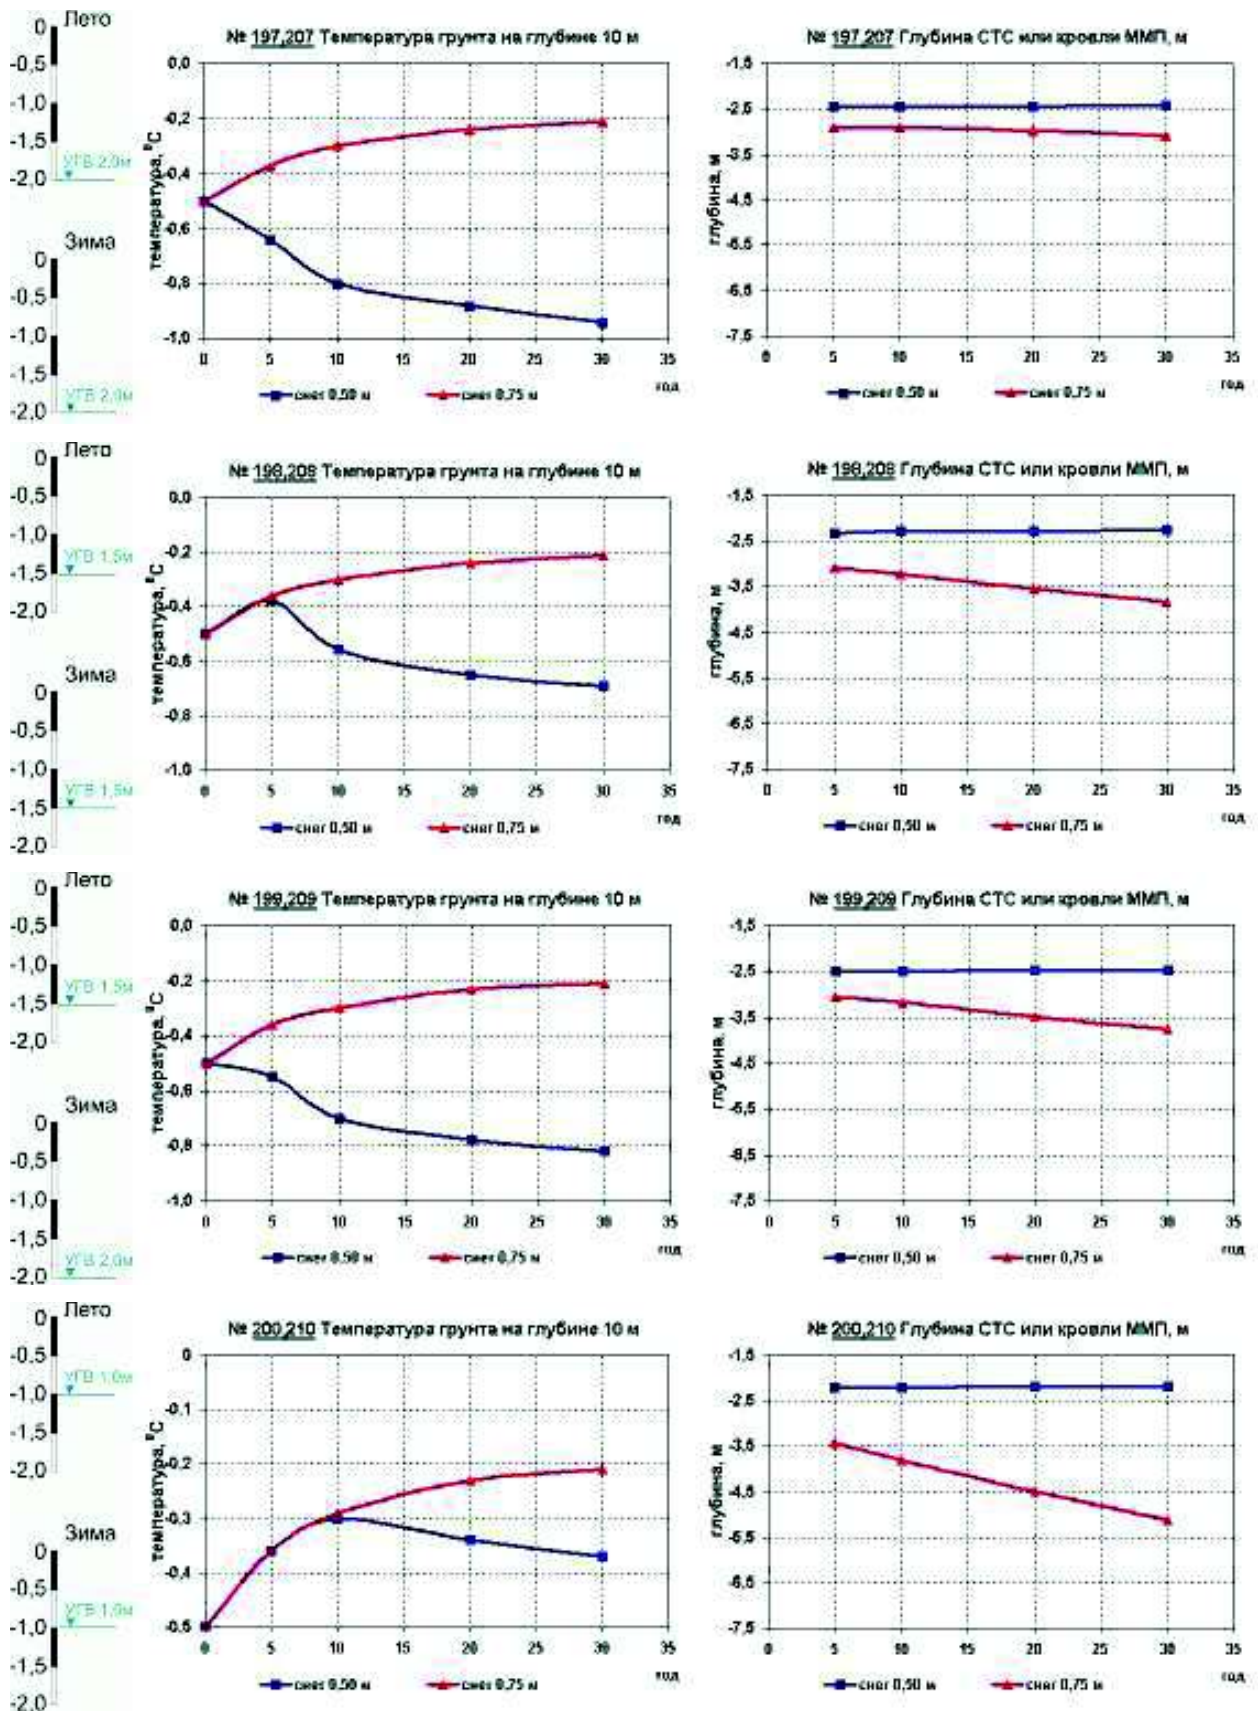 Лето
0
-0,5
-1,0
-1,5
-2,0
УГВ 2,0м
Зима
0
-0,5
-1,0
-1,5
-2,0
УГВ 2,0м
№ 197,207 Температура грунта на глубине 10 м
температура, °С
0,0
-0,2
-0,4
-0,6
-0,8
-1,0
0 5 10 15 20 25 30 35
год
снег 0,50 м снег 0,75 м
№ 197,207 Глубина СТС или кровли ММП, м
глубина, м
-1,5
-2,5
-3,5
-4,5
-5,5
-6,5
-7,5
0 5 10 15 20 25 30 35
год
снег 0,50 м снег 0,75 м
Лето
0
-0,5
-1,0
-1,5
-2,0
УГВ 1,5м
Зима
0
-0,5
-1,0
-1,5
-2,0
УГВ 1,5м
№ 198,208 Температура грунта на глубине 10 м
температура, °С
0,0
-0,2
-0,4
-0,6
-0,8
-1,0
0 5 10 15 20 25 30 35
год
снег 0,50 м снег 0,75 м
№ 198,208 Глубина СТС или кровли ММП, м
глубина, м
-1,5
-2,5
-3,5
-4,5
-5,5
-6,5
-7,5
0 5 10 15 20 25 30 35
год
снег 0,50 м снег 0,75 м
Лето
0
-0,5
-1,0
-1,5
-2,0
УГВ 1,5м
Зима
0
-0,5
-1,0
-1,5
-2,0
УГВ 2,0м
№ 199,209 Температура грунта на глубине 10 м
температура, °С
0,0
-0,2
-0,4
-0,6
-0,8
-1,0
0 5 10 15 20 25 30 35
год
снег 0,50 м снег 0,75 м
№ 199,209 Глубина СТС или кровли ММП, м
глубина, м
-1,5
-2,5
-3,5
-4,5
-5,5
-6,5
-7,5
0 5 10 15 20 25 30 35
год
снег 0,50 м снег 0,75 м
Лето
0
-0,5
-1,0
-1,5
-2,0
УГВ 1,0м
Зима
0
-0,5
-1,0
-1,5
-2,0
УГВ 1,0м
№ 200,210 Температура грунта на глубине 10 м
температура, °С
0
-0,1
-0,2
-0,3
-0,4
-0,5
0 5 10 15 20 25 30 35
год
снег 0,50 м снег 0,75 м
№ 200,210 Глубина СТС или кровли ММП, м
глубина, м
-1,5
-2,5
-3,5
-4,5
-5,5
-6,5
-7,5
0 5 10 15 20 25 30 35
год
снег 0,50 м снег 0,75 м